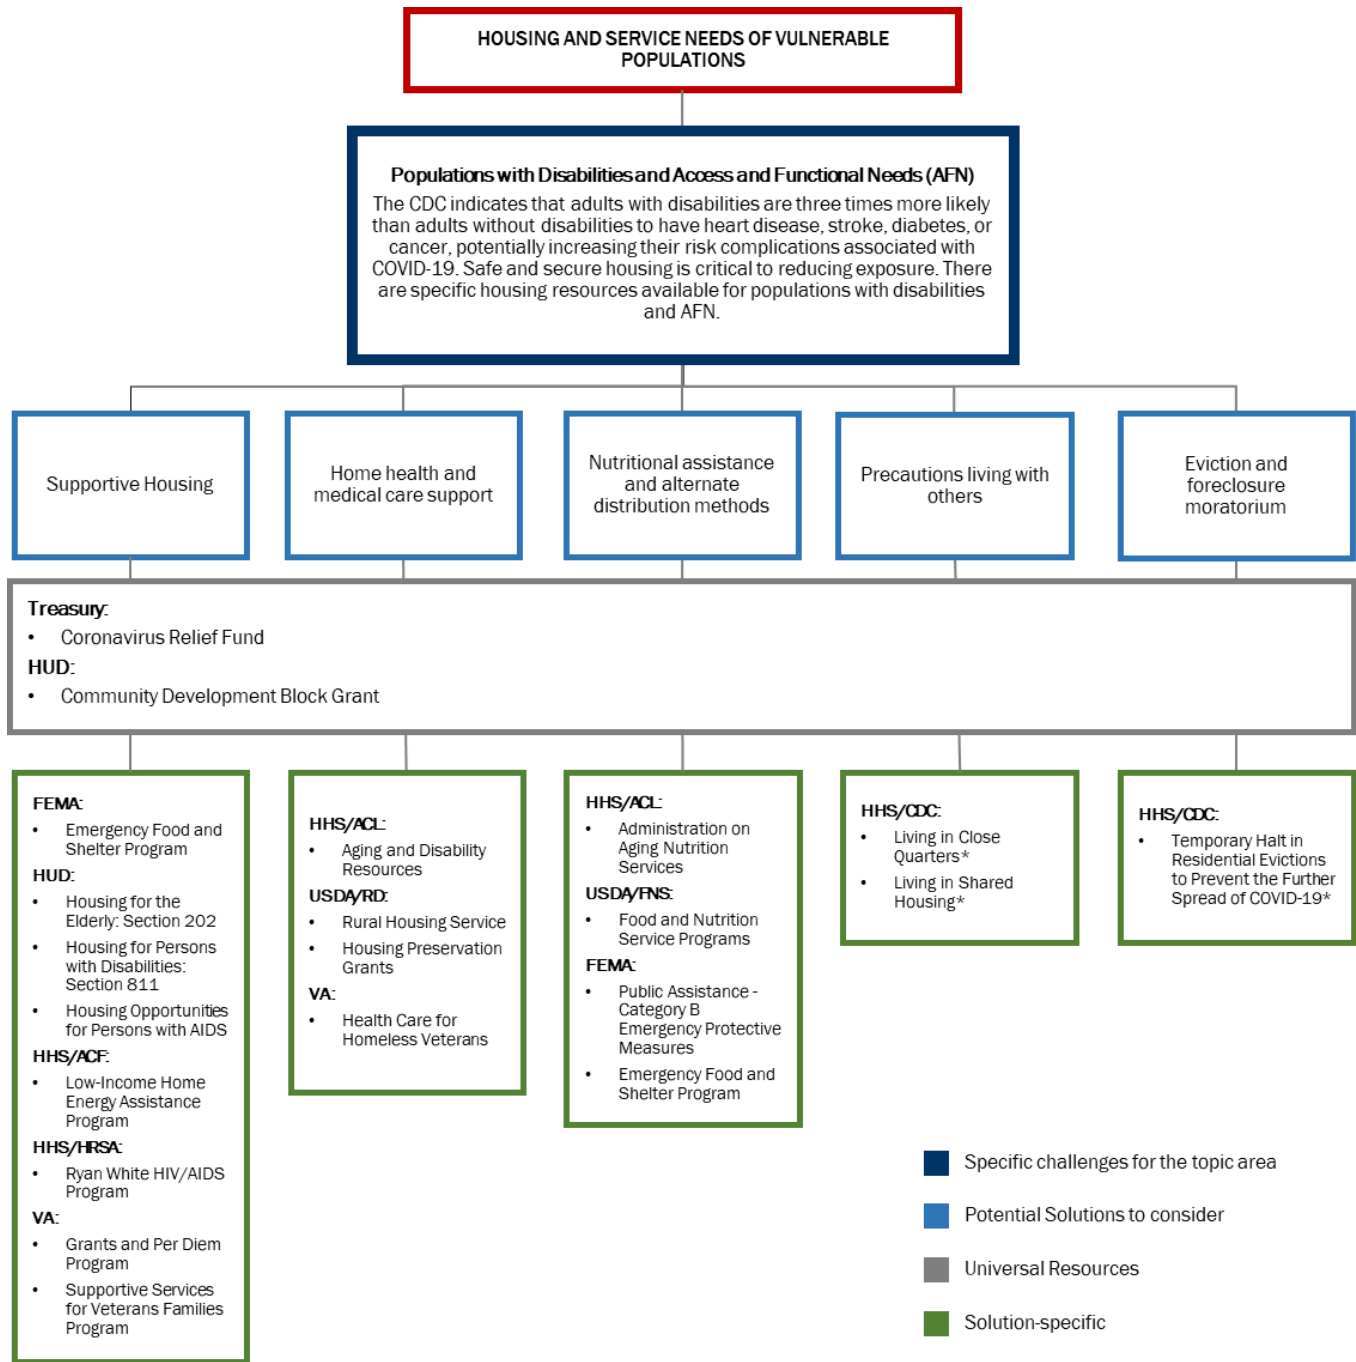 HOUSING AND SERVICE NEEDS OF VULNERABLE
POPULATIONS
Populations with Disabilities and Access and Functional Needs (AFN)
The CDC indicates that adults with disabilities are three times more likely
than adults without disabilities to have heart disease, stroke, diabetes, or
cancer, potentially increasing their risk complications associated with
COVID-19. Safe and secure housing is critical to reducing exposure. There
are specific housing resources available for populations with disabilities
and AFN.
Supportive Housing
Home health and
medical care support
Nutritional assistance
and alternate
distribution methods
Precautions living with
others
Eviction and
foreclosure
moratorium
Treasury:
• Coronavirus Relief Fund
HUD:
• Community Development Block Grant
FEMA:
• Emergency Food and
Shelter Program
HUD:
• Housing for the
Elderly: Section 202
• Housing for Persons
with Disabilities:
Section 811
• Housing Opportunities
for Persons with AIDS
HHS/ACF:
• Low-Income Home
Energy Assistance
Program
HHS/HRSA:
• Ryan White HIV/AIDS
Program
VA:
• Grants and Per Diem
Program
• Supportive Services
for Veterans Families
Program
HHS/ACL:
• Aging and Disability
Resources
USDA/RD:
• Rural Housing Service
• Housing Preservation
Grants
VA:
• Health Care for
Homeless Veterans
HHS/ACL:
• Administration on
Aging Nutrition
Services
USDA/FNS:
• Food and Nutrition
Service Programs
FEMA:
• Public Assistance -
Category B
Emergency Protective
Measures
• Emergency Food and
Shelter Program
HHS/CDC:
• Living in Close
Quarters*
• Living in Shared
Housing*
HHS/CDC:
• Temporary Halt in
Residential Evictions
to Prevent the Further
Spread of COVID-19*
Specific challenges for the topic area
Potential Solutions to consider
Universal Resources
Solution-specific